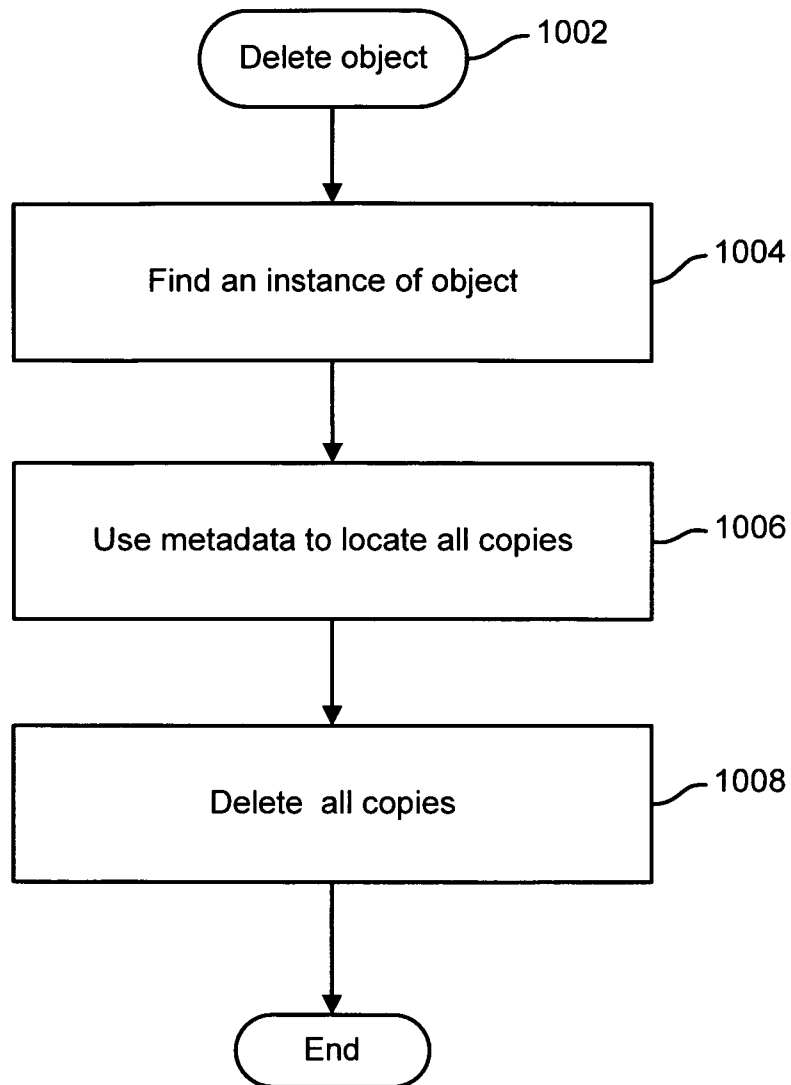 Delete object
1002
Find an instance of object
1004
Use metadata to locate all copies
1006
Delete all copies
1008
End